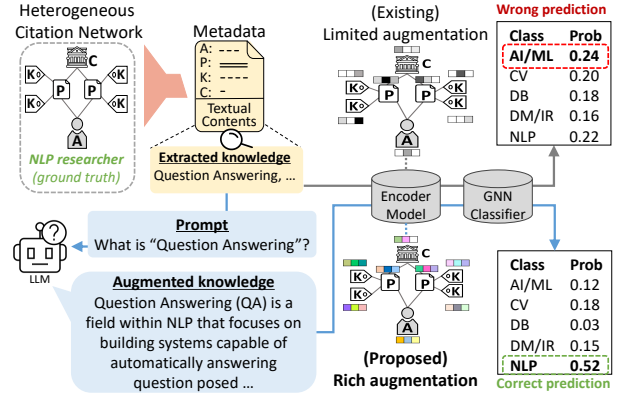 Heterogeneous
Citation Network
C
K
K
P
P
K
K
A
NLP researcher
(ground truth)
Metadata
A: ----
P:
K: ----
C: -
Textual
Contents
Extracted knowledge
Question Answering, …
Prompt
What is “Question Answering”?
?
LLM
Augmented knowledge
Question Answering (QA) is a
field within NLP that focuses on
building systems capable of
automatically answering
question posed …
(Existing)
Limited augmentation
C
K
K
P
P
K
K
A
Encoder
Model
GNN
Classifier
C
K
K
P
P
K
K
A
(Proposed)
Rich augmentation
Wrong prediction
Class Prob
AI/ML 0.24
CV 0.20
DB 0.18
DM/IR 0.16
NLP 0.22
Class Prob
AI/ML 0.12
CV 0.18
DB 0.03
DM/IR 0.15
NLP 0.52
Correct prediction